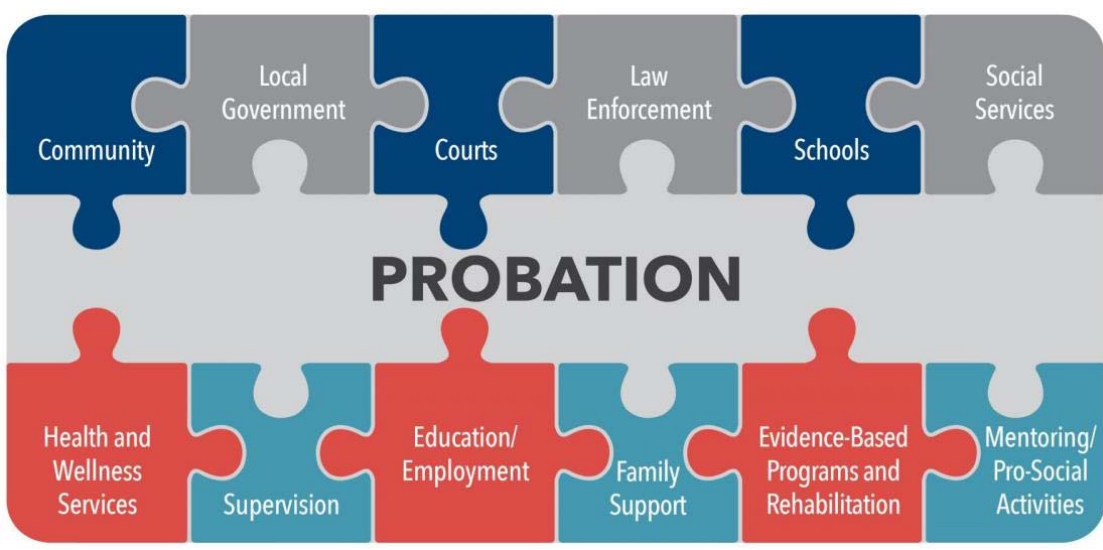 Community
Local
Government
Courts
Law
Enforcement
Schools
Social
Services
PROBATION
Health and
Wellness
Services
Supervision
Education/
Employment
Family
Support
Evidence-Based
Programs and
Rehabilitation
Mentoring/
Pro-Social
Activities